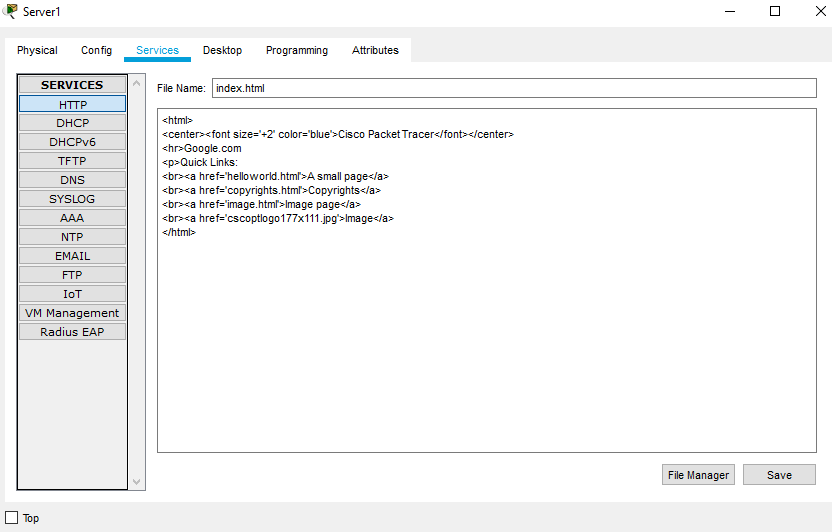 Server1
Physical Config Services Desktop Programming Attributes
SERVICES
HTTP
DHCP
DHCPv6
TFTP
DNS
SYSLOG
AAA
NTP
EMAIL
FTP
IoT
VM Management
Radius EAP
File Name: index.html
<html>
<center><font size='+2' color='blue'>Cisco Packet Tracer</font></center>
<hr>Google.com
<p>Quick Links:
<br><a href='helloworld.html'>A small page</a>
<br><a href='copyrights.html'>Copyrights</a>
<br><a href='image.html'>Image page</a>
<br><a href='cscoptlogo177x111.jpg'>Image</a>
</html>
File Manager Save
Top